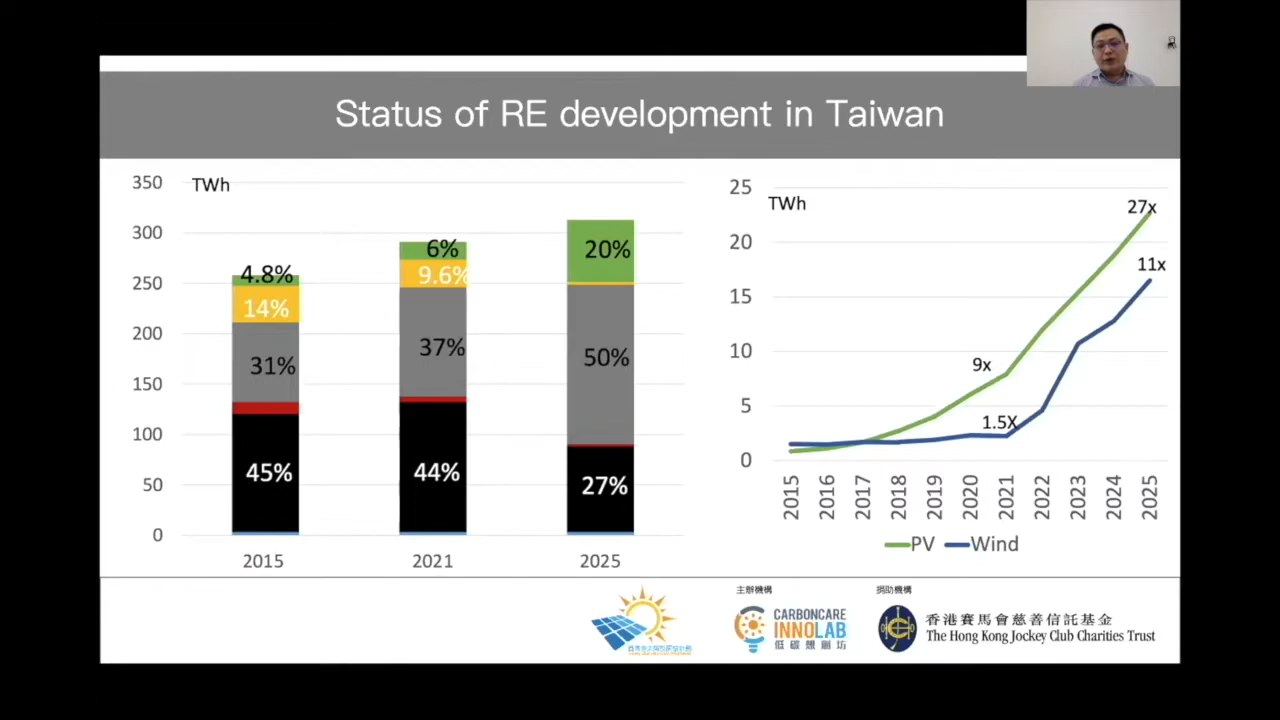 Status of RE development in Taiwan
350
300
250
200
150
100
50
0
TWh
4.8%
14%
31%
45%
6%
9.6%
37%
44%
20%
50%
27%
2015
2021
2025
25
20
15
10
5
0
TWh
27x
11x
9x
1.5X
2015
2016
2017
2018
2019
2020
2021
2022
2023
2024
2025
PV
Wind
主辦機構
CARBONCARE
INNOLAB
低碳想創坊
捐助機構
香港賽馬會慈善信託基金
The Hong Kong Jockey Club Charities Trust